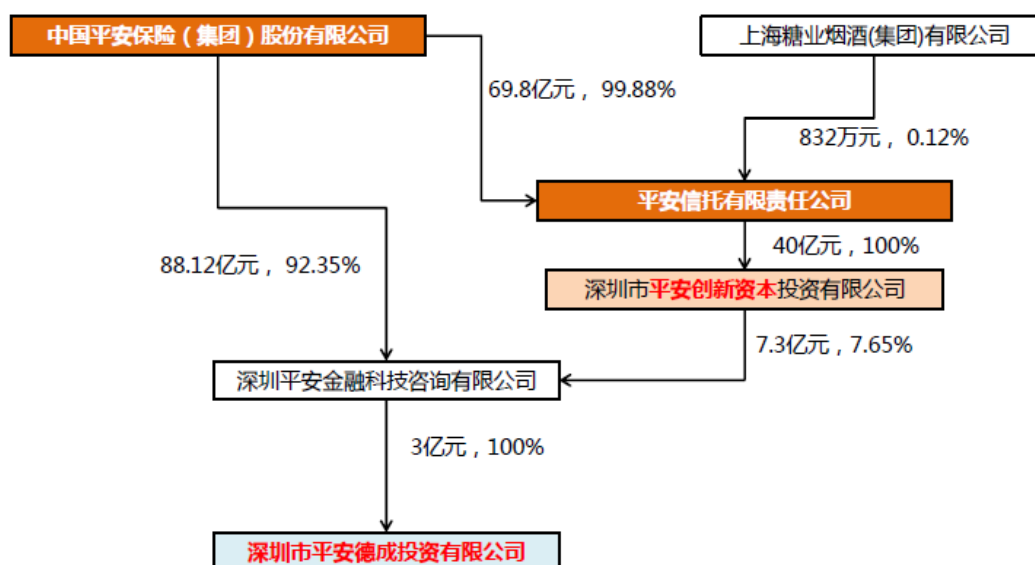 中国平安保险（集团）股份有限公司
上海糖业烟酒(集团)有限公司
69.8亿元，99.88%
832万元，0.12%
平安信托有限责任公司
40亿元，100%
88.12亿元，92.35%
深圳市平安创新资本投资有限公司
7.3亿元，7.65%
深圳平安金融科技咨询有限公司
3亿元，100%
深圳市平安德成投资有限公司